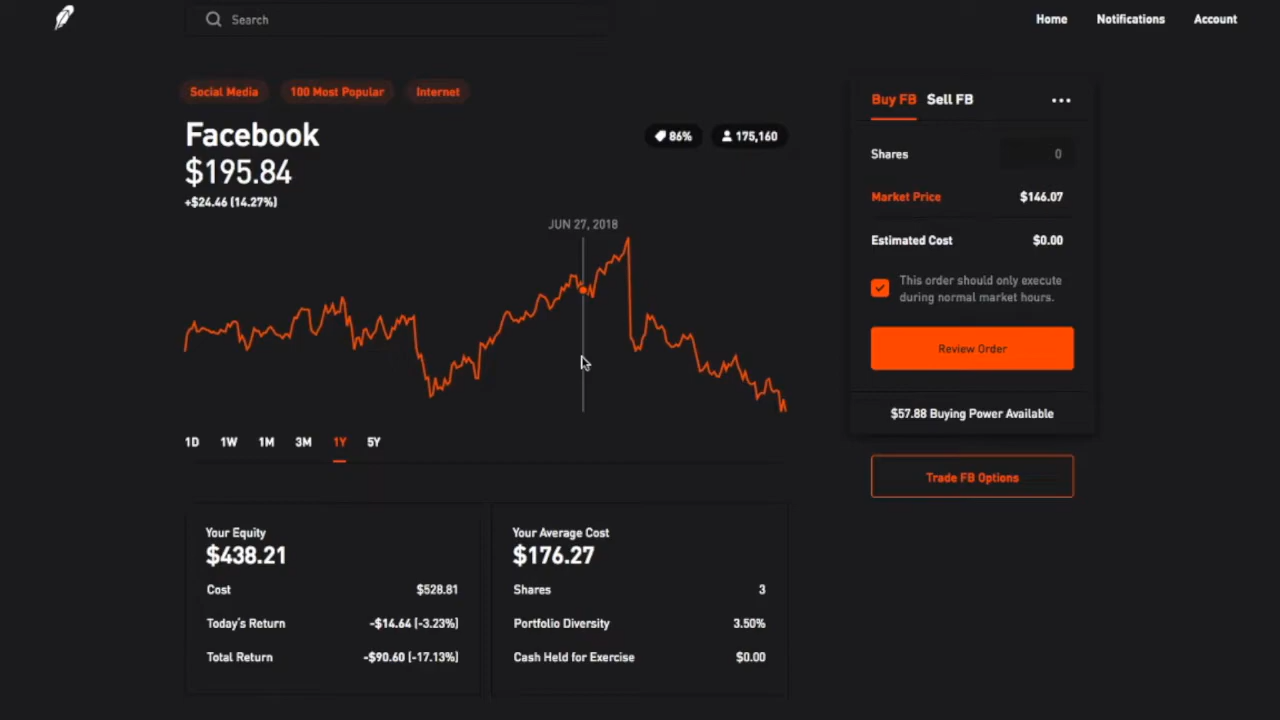 Search
Home Notifications Account
Social Media 100 Most Popular Internet
Facebook
$195.84
+$24.46 (14.27%)
86% 175,160
JUN 27, 2018
1D 1W 1M 3M 1Y 5Y
Your Equity
$438.21
Cost $528.81
Today's Return -$14.64 (-3.23%)
Total Return -$90.60 (-17.13%)
Your Average Cost
$176.27
Shares 3
Portfolio Diversity 3.50%
Cash Held for Exercise $0.00
Buy FB Sell FB
Shares 0
Market Price $146.07
Estimated Cost $0.00
This order should only execute
during normal market hours.
Review Order
$57.88 Buying Power Available
Trade FB Options